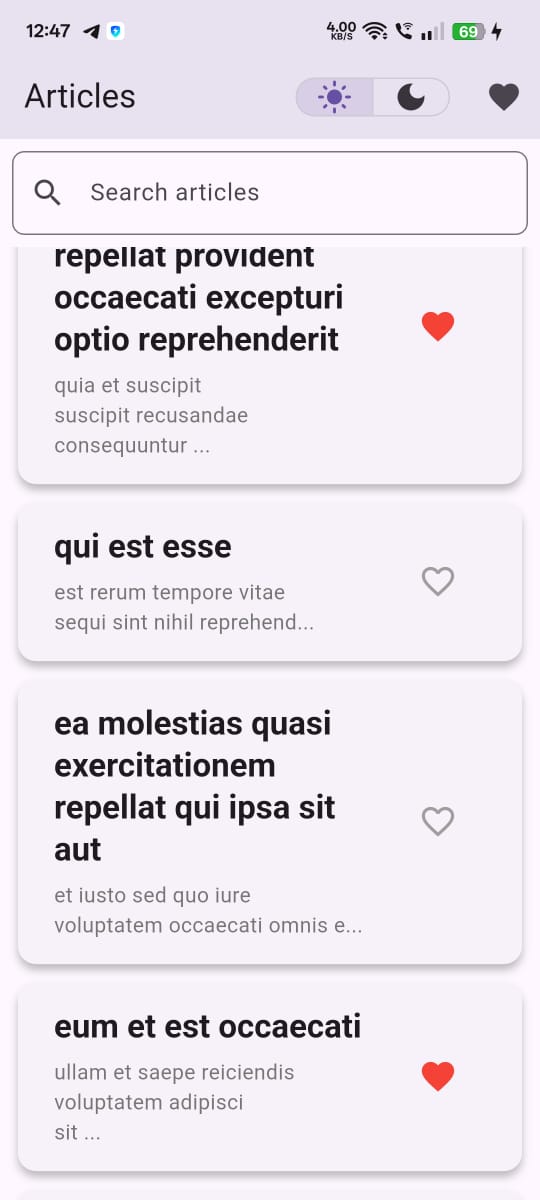 12:47
4.00
KB/S
69
Articles
Search articles
repellat provident
occaecati excepturi
optio reprehenderit
quia et suscipit
suscipit recusandae
consequuntur ...
qui est esse
est rerum tempore vitae
sequi sint nihil reprehend...
ea molestias quasi
exercitationem
repellat qui ipsa sit
aut
et iusto sed quo iure
voluptatem occaecati omnis e...
eum et est occaecati
ullam et saepe reiciendis
voluptatem adipisci
sit ...